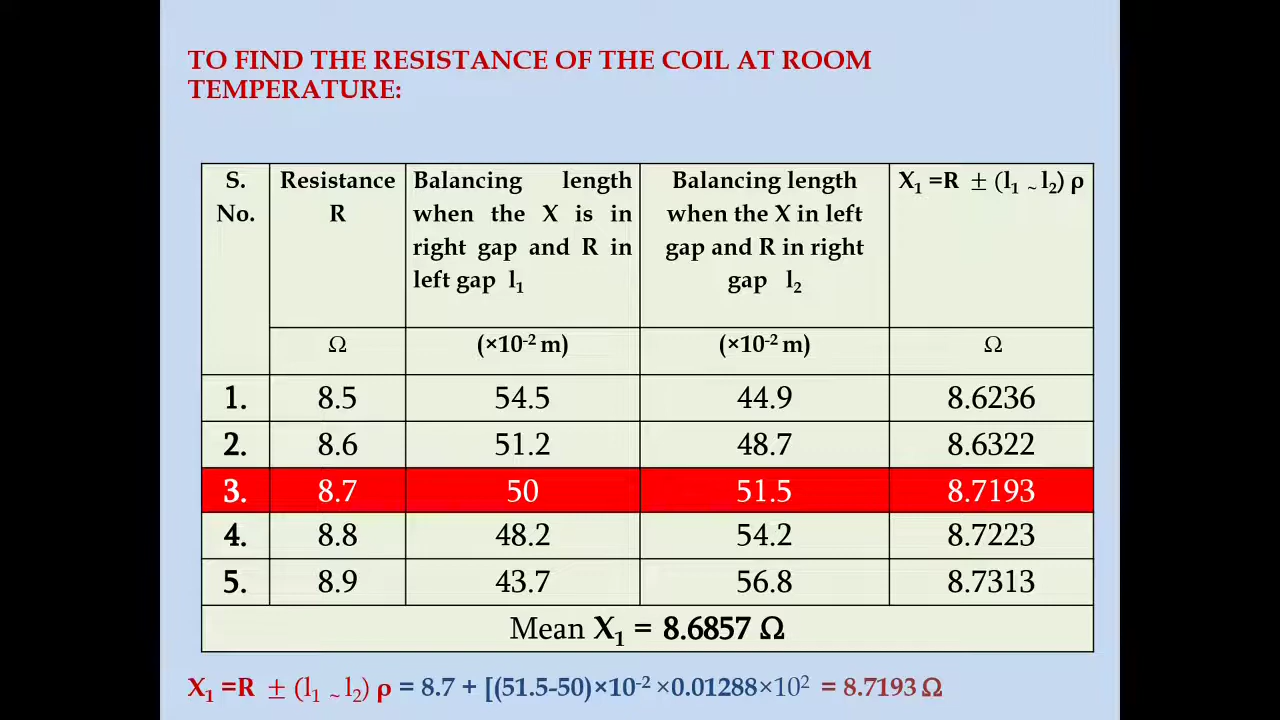 TO FIND THE RESISTANCE OF THE COIL AT ROOM
TEMPERATURE:
S. No. | Resistance R | Balancing length when the X is in right gap and R in left gap l₁ | Balancing length when the X in left gap and R in right gap l₂ | X₁ =R ± (l₁ ~ l₂) ρ
Ω | (×10⁻² m) | (×10⁻² m) | Ω
1. | 8.5 | 54.5 | 44.9 | 8.6236
2. | 8.6 | 51.2 | 48.7 | 8.6322
3. | 8.7 | 50 | 51.5 | 8.7193
4. | 8.8 | 48.2 | 54.2 | 8.7223
5. | 8.9 | 43.7 | 56.8 | 8.7313
Mean X₁ = 8.6857 Ω
X₁ =R ± (l₁ ~ l₂) ρ = 8.7 + [(51.5-50)×10⁻² ×0.01288×10² = 8.7193 Ω